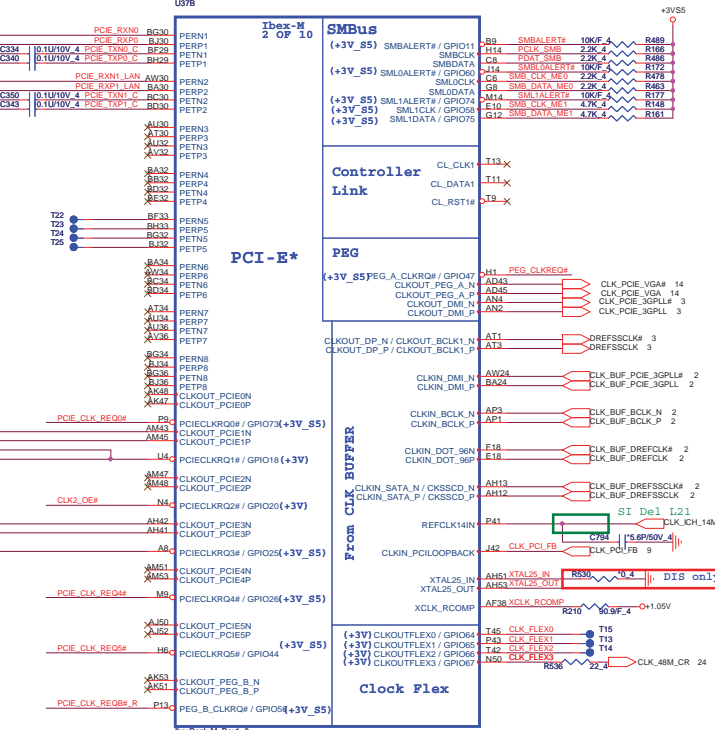 U37B
Ibex-M
2 OF 10
PCI-E*
PCIE_RXN0 BG30 PERN1
PCIE_RXP0 BJ30 PERP1
C334 0.1U/10V_4 PCIE_TXN0_C BF29 PETN1
C340 0.1U/10V_4 PCIE_TXP0_C BH29 PETP1
PCIE_RXN1_LAN AW30 PERN2
PCIE_RXP1_LAN BA30 PERP2
C350 0.1U/10V_4 PCIE_TXN1_C BC30 PETN2
C343 0.1U/10V_4 PCIE_TXP1_C BD30 PETP2
AU30 PERN3
AT30 PERP3
AU32 PETN3
AV32 PETP3
BA32 PERN4
BB32 PERP4
BD32 PETN4
BE32 PETP4
T22 BF33 PERN5
T23 BH33 PERP5
T24 BG32 PETN5
T25 BJ32 PETP5
BA34 PERN6
AW34 PERP6
BC34 PETN6
BD34 PETP6
AT34 PERN7
AU34 PERP7
AU36 PETN7
AV36 PETP7
BG34 PERN8
BJ34 PERP8
BG36 PETN8
BJ36 PETP8
AK48 CLKOUT_PCIE0N
AK47 CLKOUT_PCIE0P
PCIE_CLK_REQ0# P9 PCIECLKRQ0# / GPIO73(+3V_S5)
AM43 CLKOUT_PCIE1N
AM45 CLKOUT_PCIE1P
U4 PCIECLKRQ1# / GPIO18(+3V)
AM47 CLKOUT_PCIE2N
AM48 CLKOUT_PCIE2P
CLK2_OE# N4 PCIECLKRQ2# / GPIO20(+3V)
AH42 CLKOUT_PCIE3N
AH41 CLKOUT_PCIE3P
A8 PCIECLKRQ3# / GPIO25(+3V_S5)
AM51 CLKOUT_PCIE4N
AM53 CLKOUT_PCIE4P
PCIE_CLK_REQ4# M9 PCIECLKRQ4# / GPIO26(+3V_S5)
AJ50 CLKOUT_PCIE5N
AJ52 CLKOUT_PCIE5P
(+3V_S5)
PCIE_CLK_REQ5# H6 PCIECLKRQ5# / GPIO44
AK53 CLKOUT_PEG_B_N
AK51 CLKOUT_PEG_B_P
PCIE_CLK_REQB#_R P13 PEG_B_CLKRQ# / GPIO56(+3V_S5)
SMBus
+3VS5
(+3V_S5) SMBALERT# / GPIO11 B9 SMBALERT# 10K/F_4 R489
SMBCLK H14 PCLK_SMB 2.2K_4 R166
SMBDATA C8 PDAT_SMB 2.2K_4 R486
(+3V_S5) SML0ALERT# / GPIO60 J14 SMBL0ALERT# 10K/F_4 R172
SML0CLK C6 SMB_CLK_ME0 2.2K_4 R478
SML0DATA G8 SMB_DATA_ME0 2.2K_4 R463
(+3V_S5) SML1ALERT# / GPIO74 M14 SML1ALERT# 10K/F_4 R177
(+3V_S5) SML1CLK / GPIO58 E10 SMB_CLK_ME1 4.7K_4 R148
(+3V_S5) SML1DATA / GPIO75 G12 SMB_DATA_ME1 4.7K_4 R161
Controller
Link
CL_CLK1 T13
CL_DATA1 T11
CL_RST1# T9
PEG
(+3V_S5)PEG_A_CLKRQ# / GPIO47 H1 PEG_CLKREQ#
CLKOUT_PEG_A_N AD43 CLK_PCIE_VGA# 14
CLKOUT_PEG_A_P AD45 CLK_PCIE_VGA 14
CLKOUT_DMI_N AN4 CLK_PCIE_3GPLL# 3
CLKOUT_DMI_P AN2 CLK_PCIE_3GPLL 3
CLKOUT_DP_N / CLKOUT_BCLK1_N AT1 DREFSSCLK# 3
CLKOUT_DP_P / CLKOUT_BCLK1_P AT3 DREFSSCLK 3
From CLK BUFFER
CLKIN_DMI_N AW24 CLK_BUF_PCIE_3GPLL# 2
CLKIN_DMI_P BA24 CLK_BUF_PCIE_3GPLL 2
CLKIN_BCLK_N AP3 CLK_BUF_BCLK_N 2
CLKIN_BCLK_P AP1 CLK_BUF_BCLK_P 2
CLKIN_DOT_96N F18 CLK_BUF_DREFCLK# 2
CLKIN_DOT_96P E18 CLK_BUF_DREFCLK 2
CLKIN_SATA_N / CKSSCD_N AH13 CLK_BUF_DREFSSCLK# 2
CLKIN_SATA_P / CKSSCD_P AH12 CLK_BUF_DREFSSCLK 2
SI Del L21
REFCLK14IN P41 CLK_ICH_14M
C794 *5.6P/50V_4
CLKIN_PCILOOPBACK J42 CLK_PCI_FB CLK_PCI_FB 9
XTAL25_IN AH51 XTAL25_IN R530 *0_4 DIS only
XTAL25_OUT AH53 XTAL25_OUT
XCLK_RCOMP AF38 XCLK_RCOMP R210 90.9/F_4 +1.05V
(+3V) CLKOUTFLEX0 / GPIO64 T45 CLK_FLEX0 T15
(+3V) CLKOUTFLEX1 / GPIO65 P43 CLK_FLEX1 T13
(+3V) CLKOUTFLEX2 / GPIO66 T42 CLK_FLEX2 T14
(+3V) CLKOUTFLEX3 / GPIO67 N50 CLK_FLEX3 R536 22_4 CLK_48M_CR 24
Clock Flex